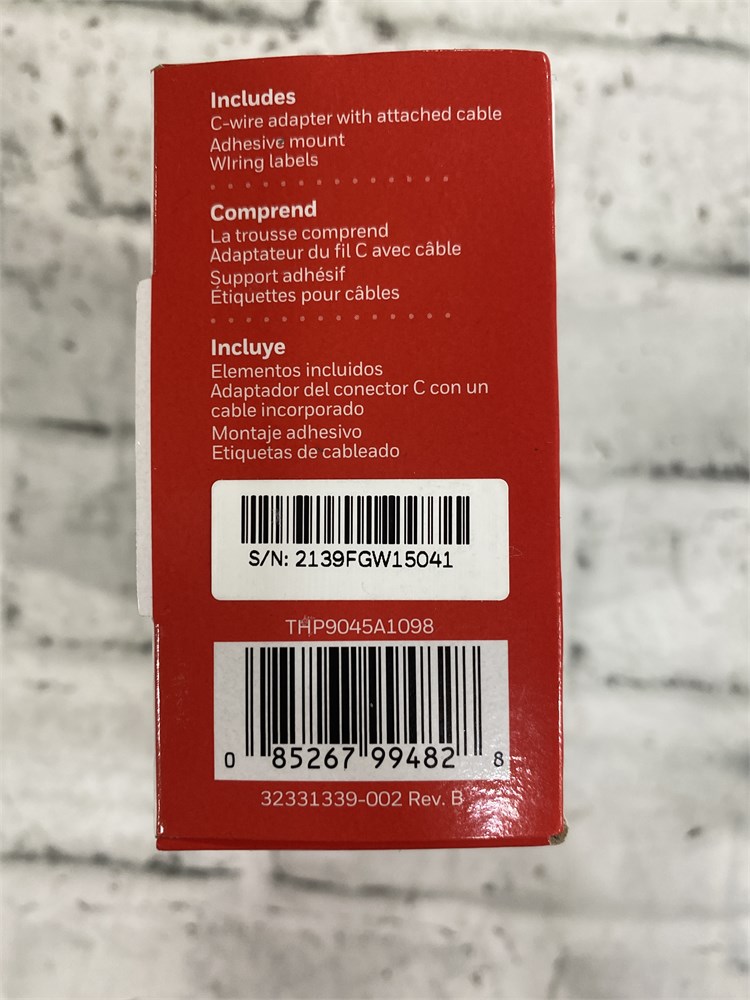 Includes
C-wire adapter with attached cable
Adhesive mount
WIring labels
Comprend
La trousse comprend
Adaptateur du fil C avec câble
Support adhésif
Étiquettes pour câbles
Incluye
Elementos incluidos
Adaptador del conector C con un
cable incorporado
Montaje adhesivo
Etiquetas de cableado
S/N: 2139FGW15041
THP9045A1098
0 85267 99482 8
32331339-002 Rev. B